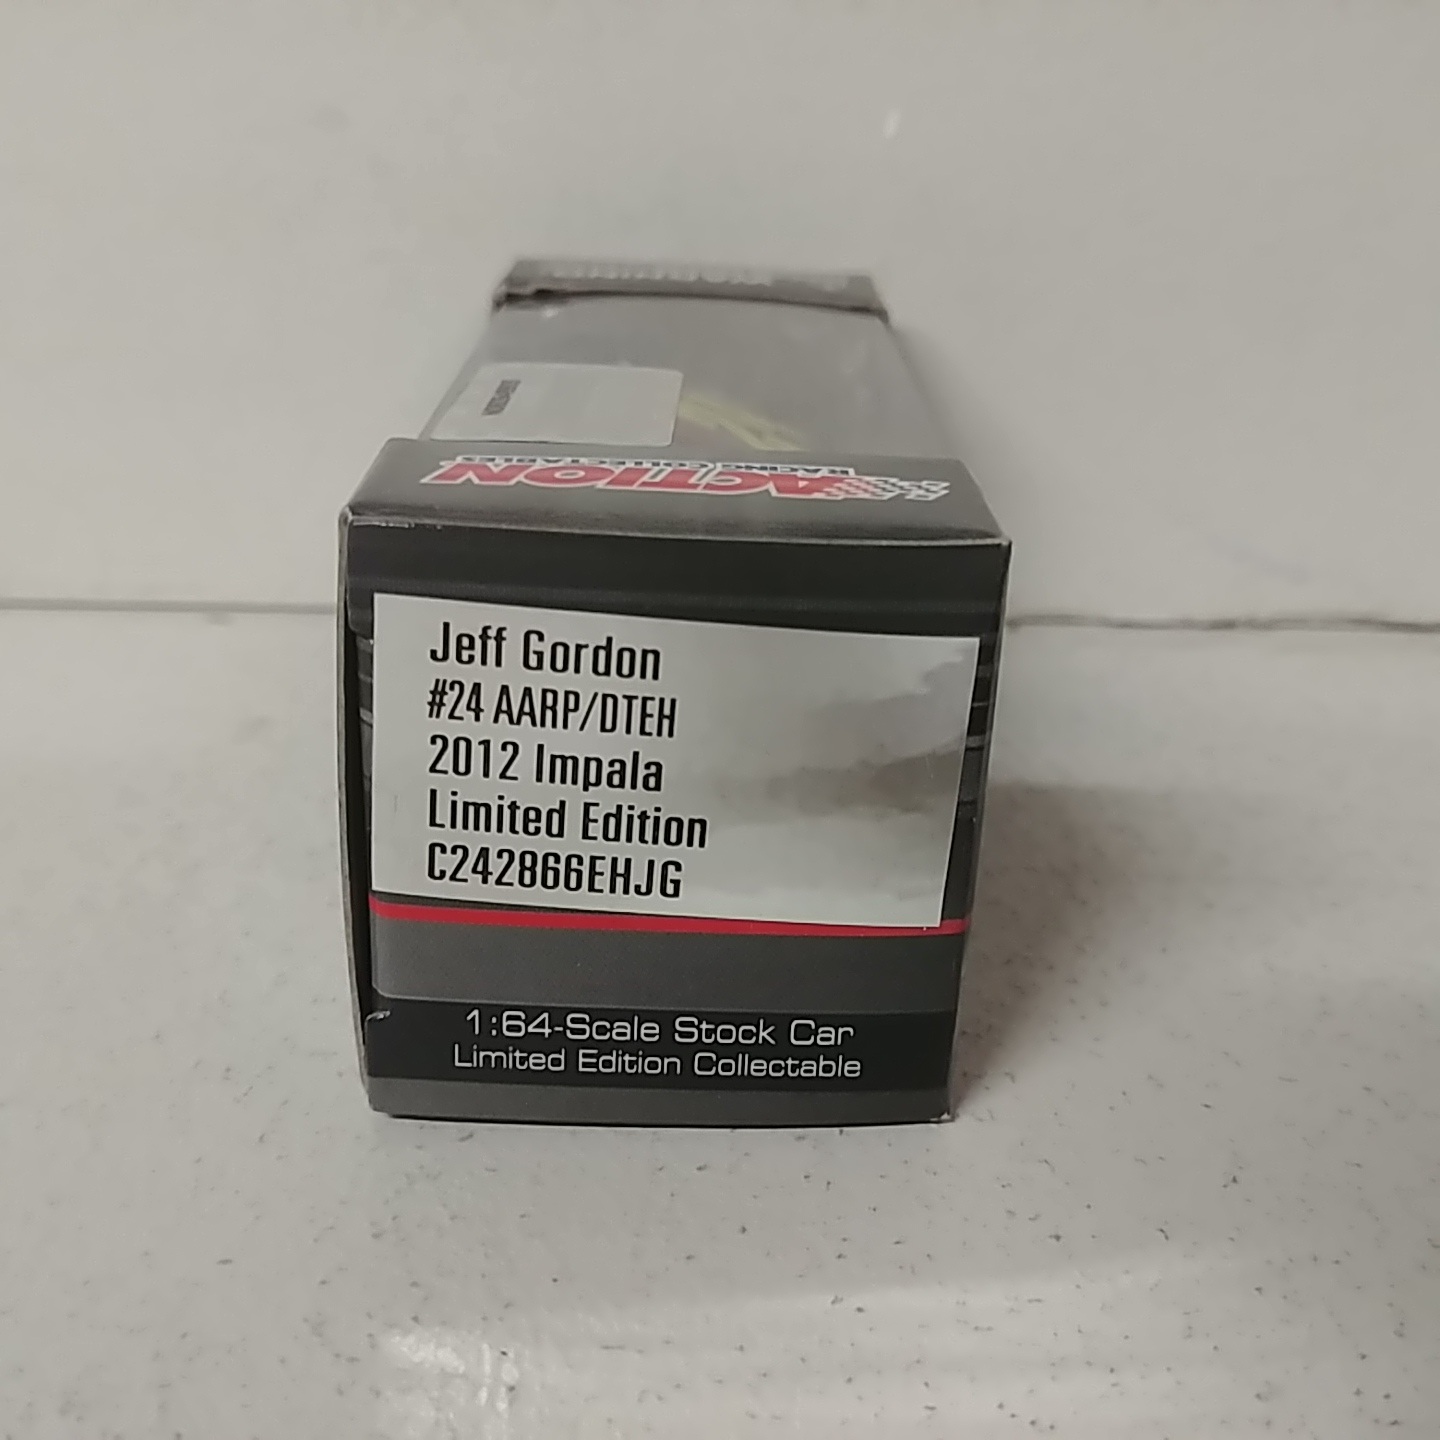 ACTION
RACING COLLECTABLES
Jeff Gordon
#24 AARP/DTEH
2012 Impala
Limited Edition
C242866EHJG
1:64-Scale Stock Car
Limited Edition Collectable